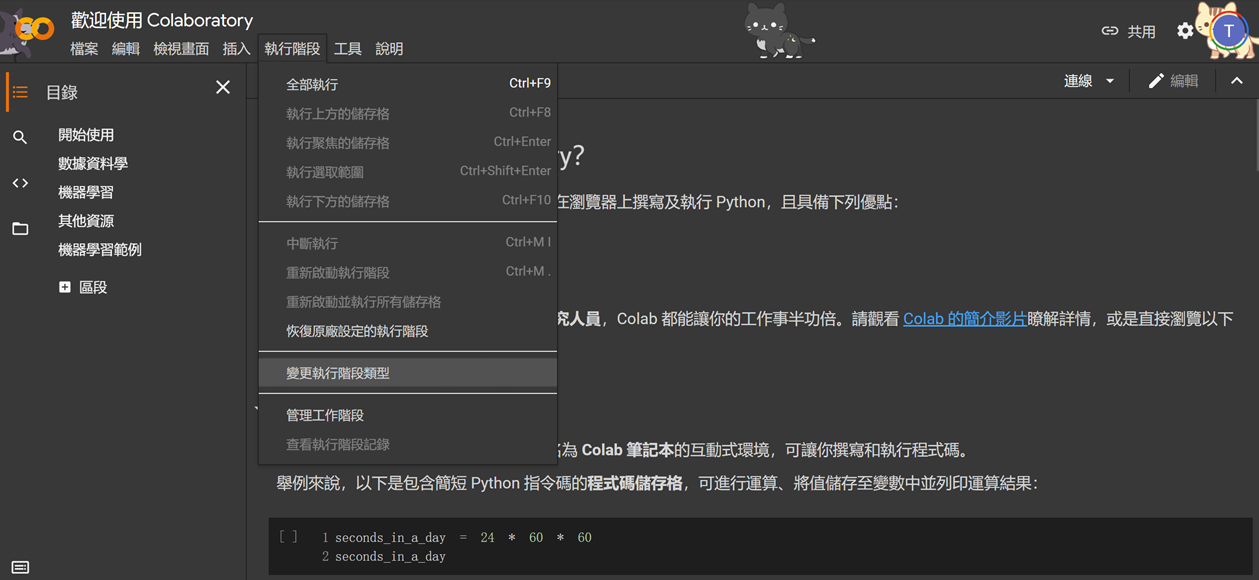 歡迎使用 Colaboratory
檔案 編輯 檢視畫面 插入 執行階段 工具 說明
共用
T
目錄
開始使用
數據資料學
機器學習
其他資源
機器學習範例
區段
全部執行 Ctrl+F9
執行上方的儲存格 Ctrl+F8
執行聚焦的儲存格 Ctrl+Enter
執行選取範圍 Ctrl+Shift+Enter
執行下方的儲存格 Ctrl+F10
中斷執行 Ctrl+M I
重新啟動執行階段 Ctrl+M .
重新啟動並執行所有儲存格
恢復原廠設定的執行階段
變更執行階段類型
管理工作階段
查看執行階段記錄
連線 編輯
y?
在瀏覽器上撰寫及執行 Python，且具備下列優點：
究人員，Colab 都能讓你的工作事半功倍。請觀看 Colab 的簡介影片瞭解詳情，或是直接瀏覽以下
為 Colab 筆記本的互動式環境，可讓你撰寫和執行程式碼。
舉例來說，以下是包含簡短 Python 指令碼的程式碼儲存格，可進行運算、將值儲存至變數中並列印運算結果：
[ ] 1 seconds_in_a_day = 24 * 60 * 60
2 seconds_in_a_day